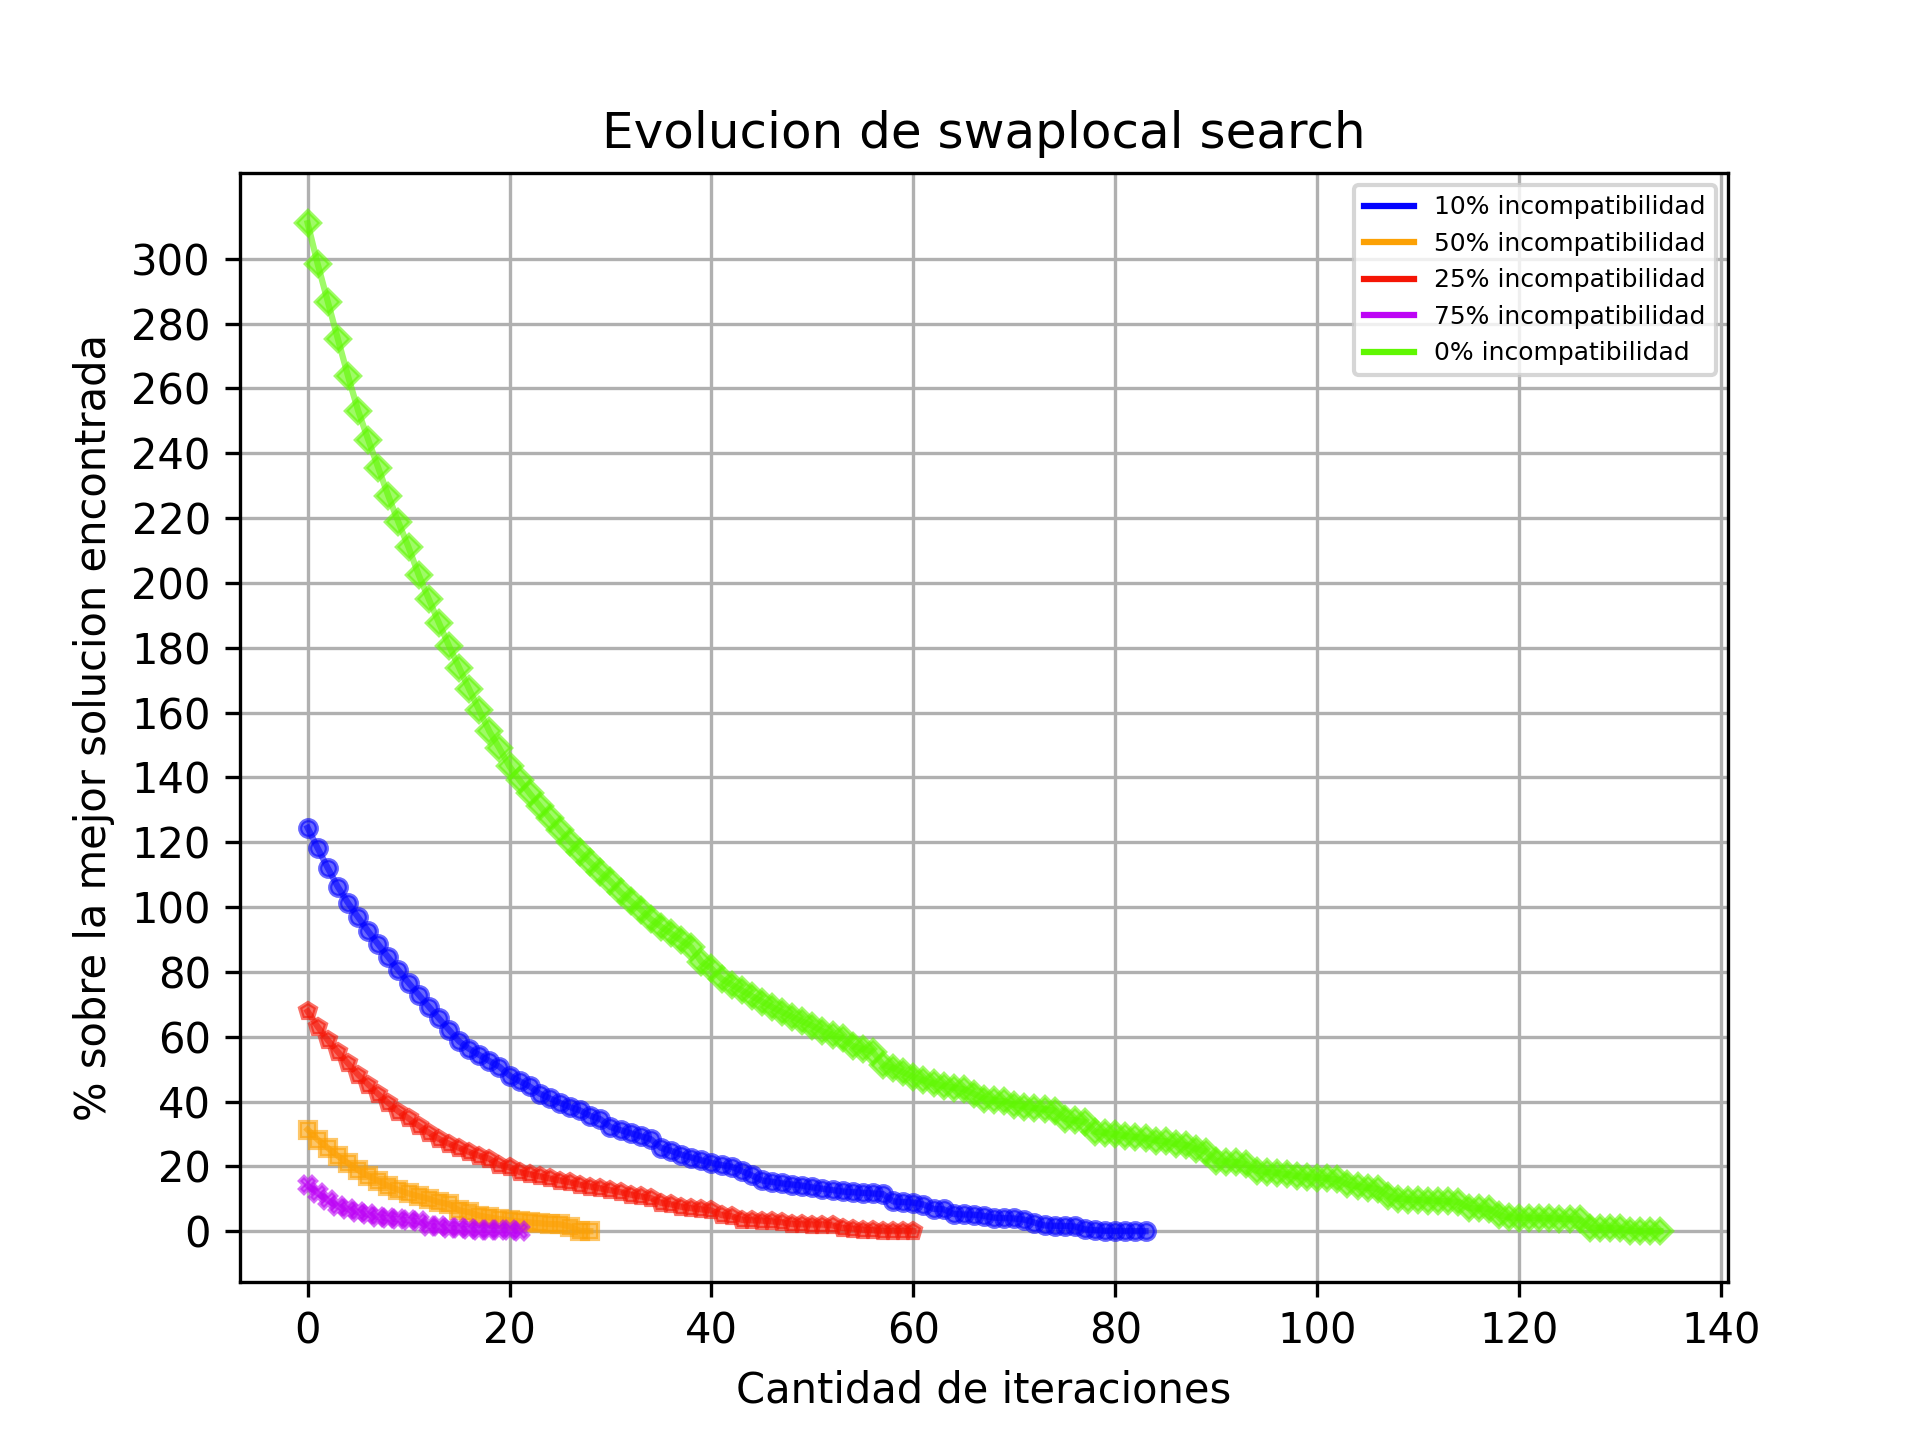 Evolucion de swaplocal search
10% incompatibilidad
50% incompatibilidad
25% incompatibilidad
75% incompatibilidad
0% incompatibilidad
% sobre la mejor solucion encontrada
300
280
260
240
220
200
180
160
140
120
100
80
60
40
20
0
0 20 40 60 80 100 120 140
Cantidad de iteraciones